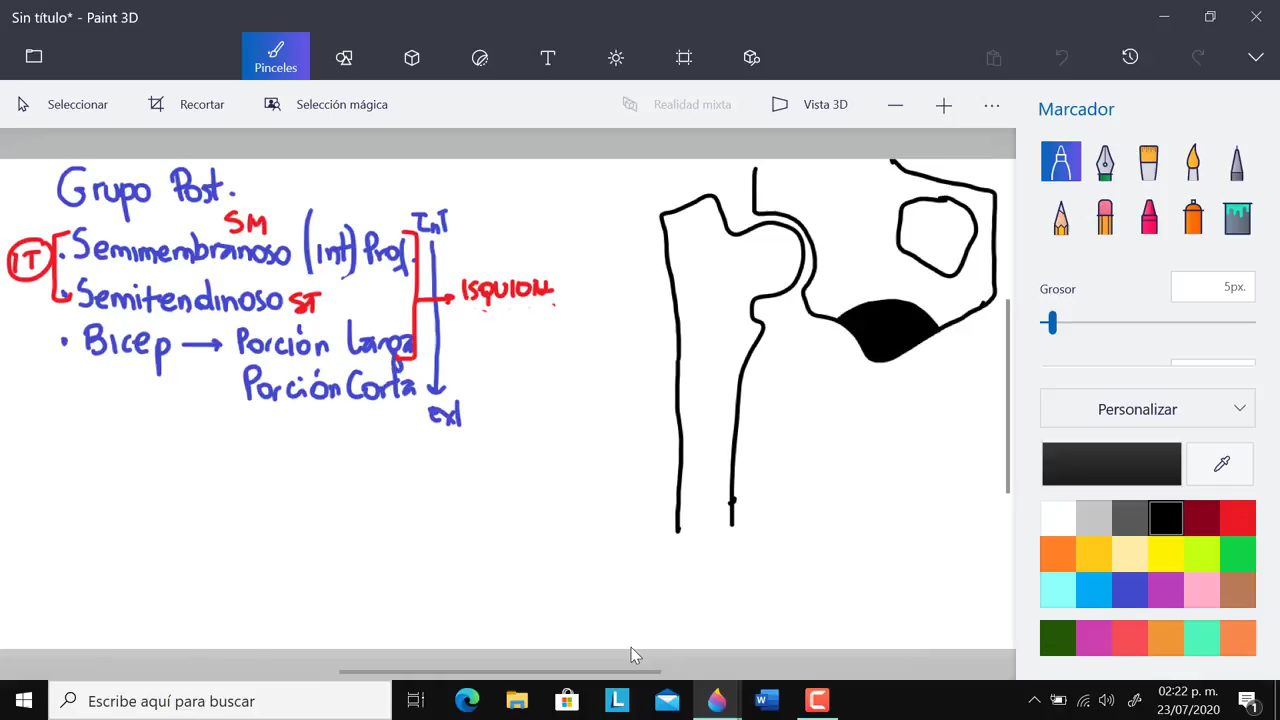 Sin título* - Paint 3D
Pinceles
Seleccionar
Recortar
Selección mágica
Realidad mixta
Vista 3D
Marcador
Grosor
5px.
Personalizar
Grupo Post.
SM
InT
1T
Semimembranoso (Int) Prof.
Semitendinoso ST
ISQUION
Bicep → Porción Larga
Porción Corta
ext
Escribe aquí para buscar
L
02:22 p. m.
23/07/2020
1